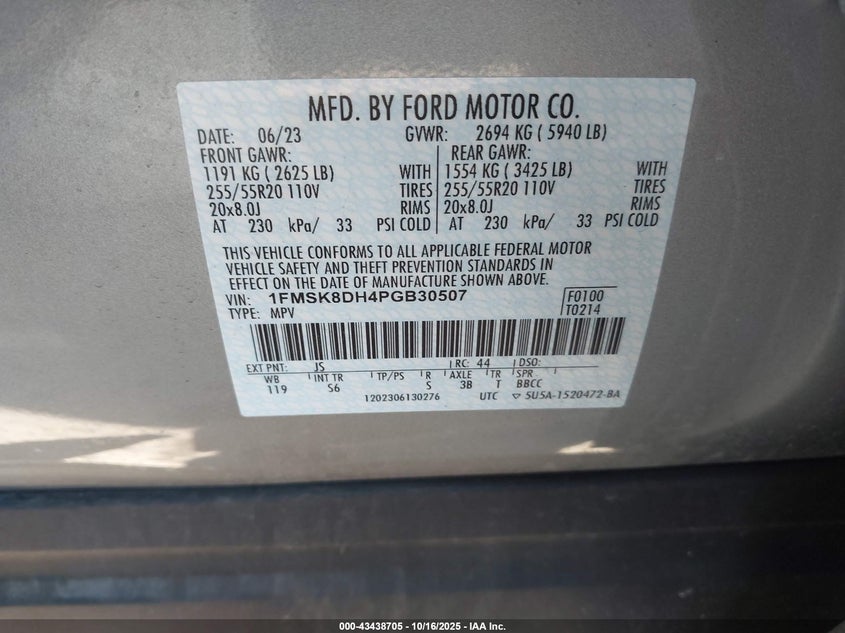 MFD. BY FORD MOTOR CO.
DATE: 06/23 GVWR: 2694 KG ( 5940 LB)
FRONT GAWR: REAR GAWR:
1191 KG ( 2625 LB) WITH 1554 KG ( 3425 LB) WITH
255/55R20 110V TIRES 255/55R20 110V TIRES
20x8.0J RIMS 20x8.0J RIMS
AT 230 kPa/ 33 PSI COLD AT 230 kPa/ 33 PSI COLD
THIS VEHICLE CONFORMS TO ALL APPLICABLE FEDERAL MOTOR
VEHICLE SAFETY AND THEFT PREVENTION STANDARDS IN
EFFECT ON THE DATE OF MANUFACTURE SHOWN ABOVE.
VIN: 1FMSK8DH4PGB30507 F0100
TYPE: MPV T0214
EXT PNT: JS RC: 44 DSO:
WB INT TR TP/PS R AXLE TR SPR
119 S6 S 3B T BBCC
1202306130276 UTC ▽ 5U5A-1520472-BA
000-43438705 - 10/16/2025 - IAA Inc.